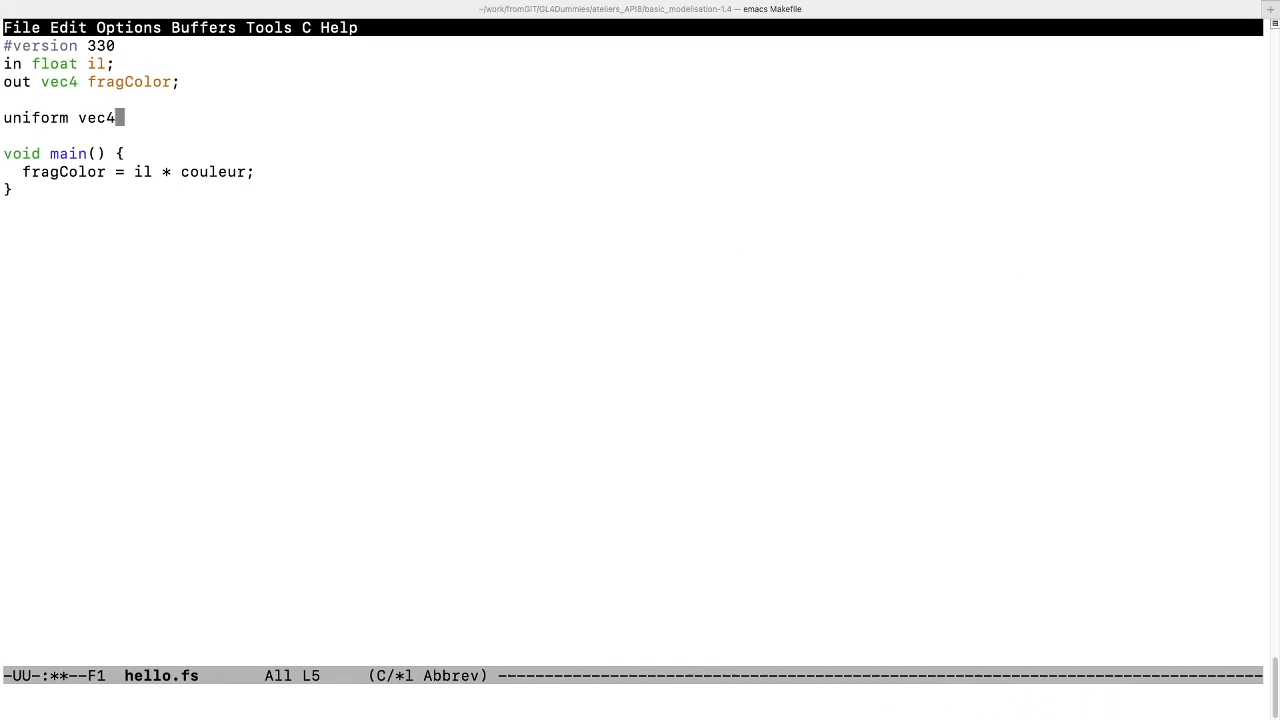 ~/work/fromGIT/GL4Dummies/ateliers_API8/basic_modelisation-1.4 — emacs Makefile
File Edit Options Buffers Tools C Help
#version 330
in float il;
out vec4 fragColor;
uniform vec4
void main() {
  fragColor = il * couleur;
}
-UU-:**--F1  hello.fs       All L5     (C/*l Abbrev) ----------------------------------------------------------------------------------